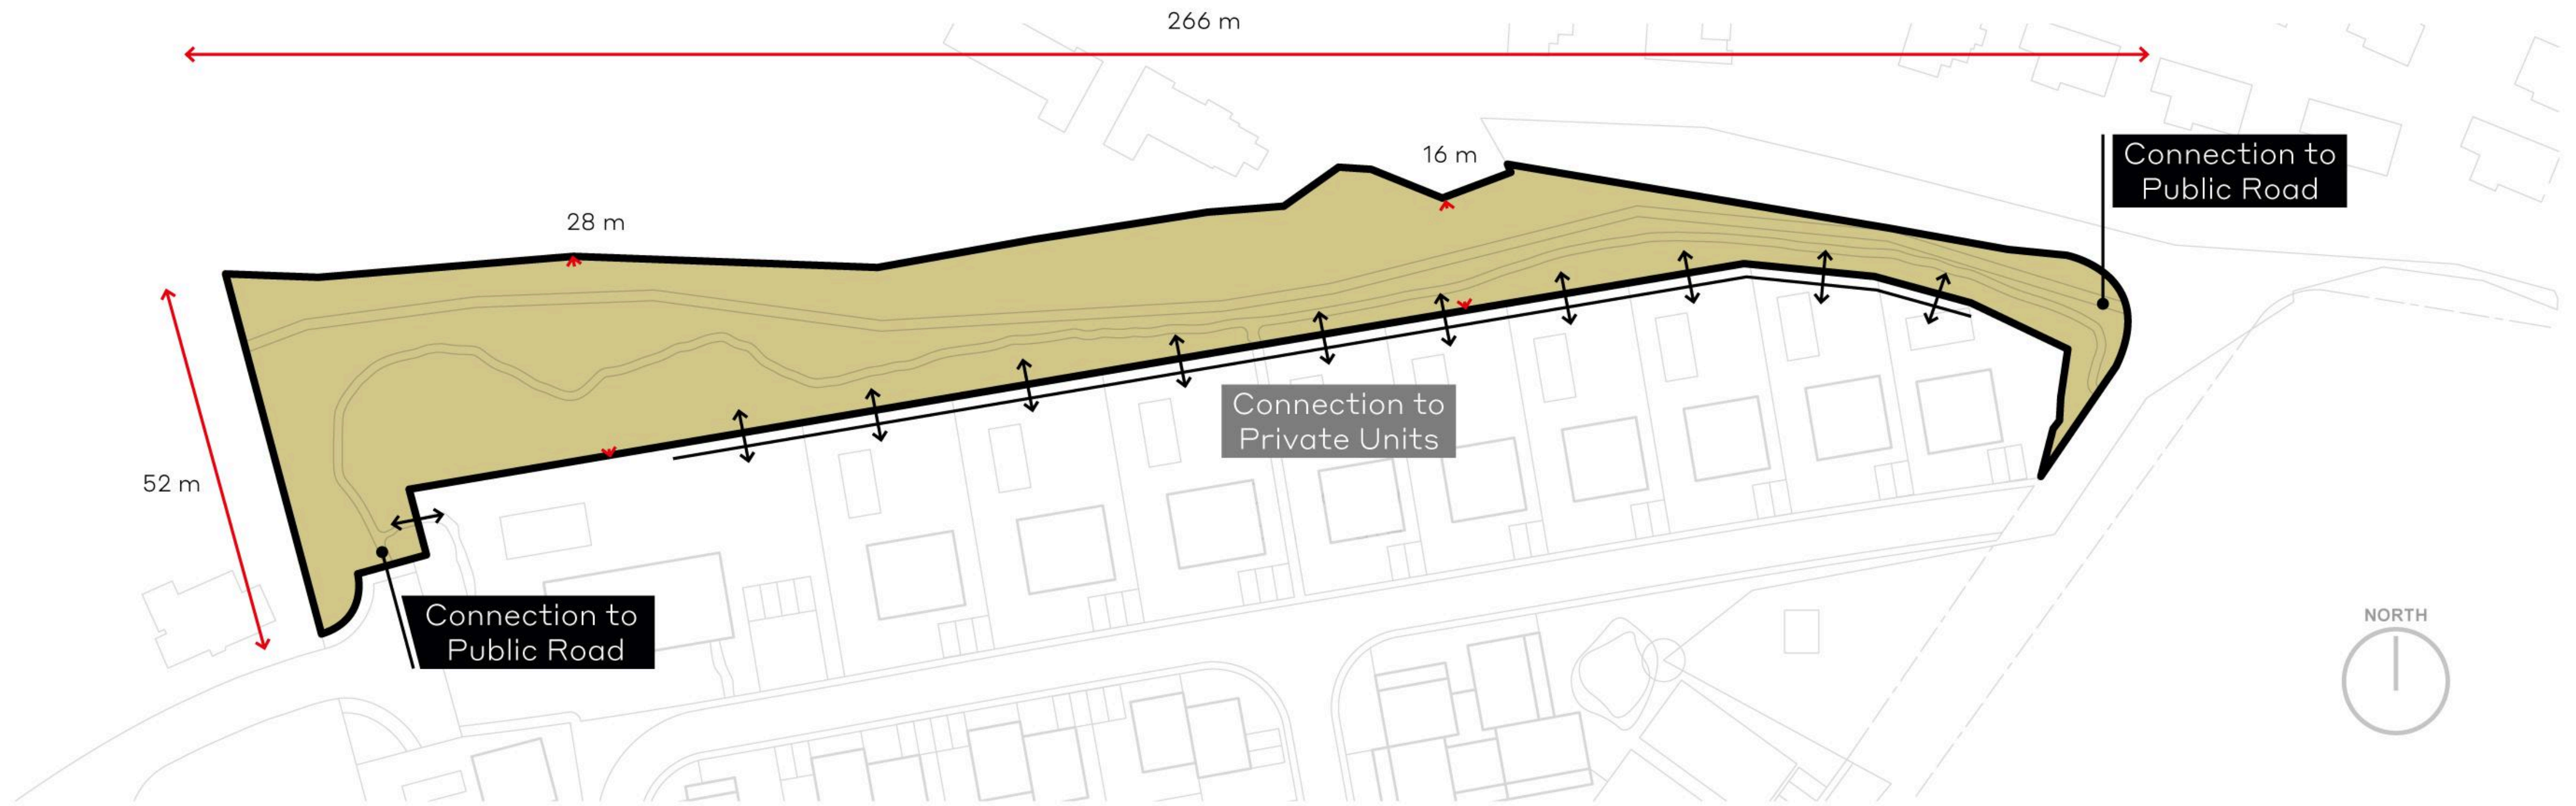 266 m
16 m
Connection to
Public Road
28 m
Connection to
Private Units
52 m
Connection to
Public Road
NORTH